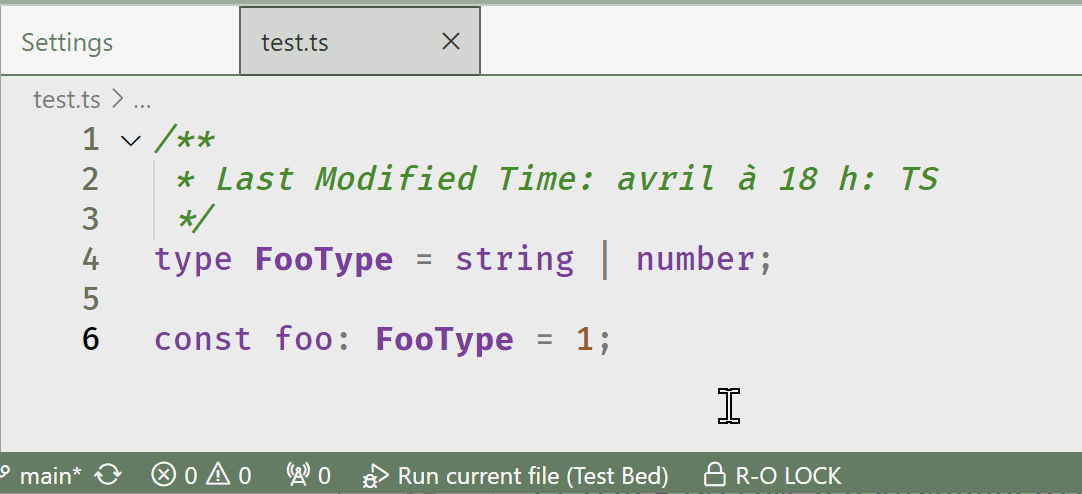 Settings
test.ts
test.ts > ...
1 /**
2 * Last Modified Time: avril à 18 h: TS
3 */
4 type FooType = string | number;
5
6 const foo: FooType = 1;
main* 0 0 0 Run current file (Test Bed) R-O LOCK